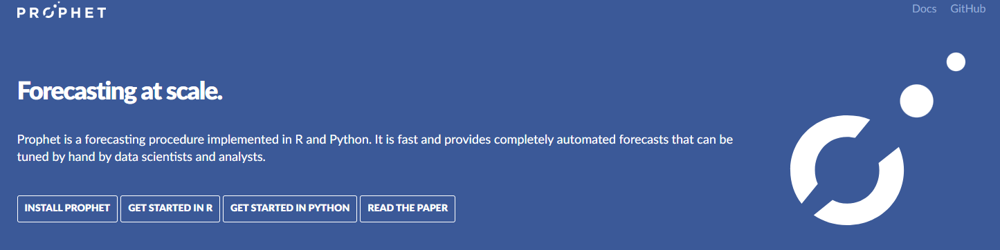 PROPHET
Docs GitHub
Forecasting at scale.
Prophet is a forecasting procedure implemented in R and Python. It is fast and provides completely automated forecasts that can be
tuned by hand by data scientists and analysts.
INSTALL PROPHET GET STARTED IN R GET STARTED IN PYTHON READ THE PAPER